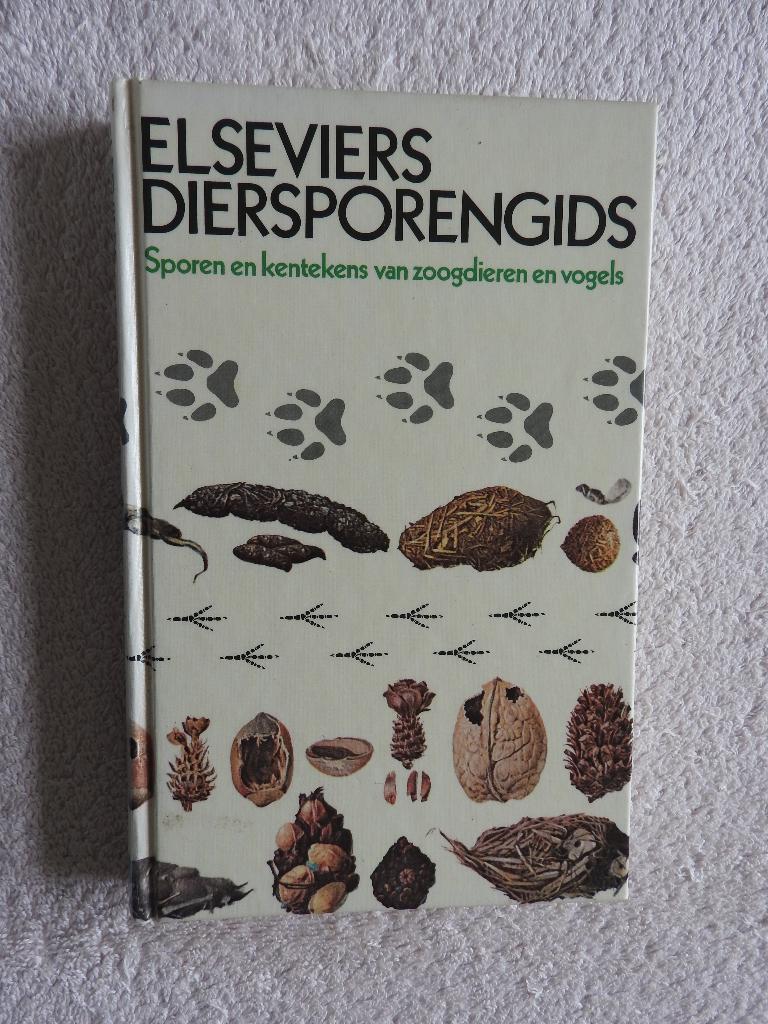 ELSEVIERS
DIERSPORENGIDS
Sporen en kentekens van zoogdieren en vogels